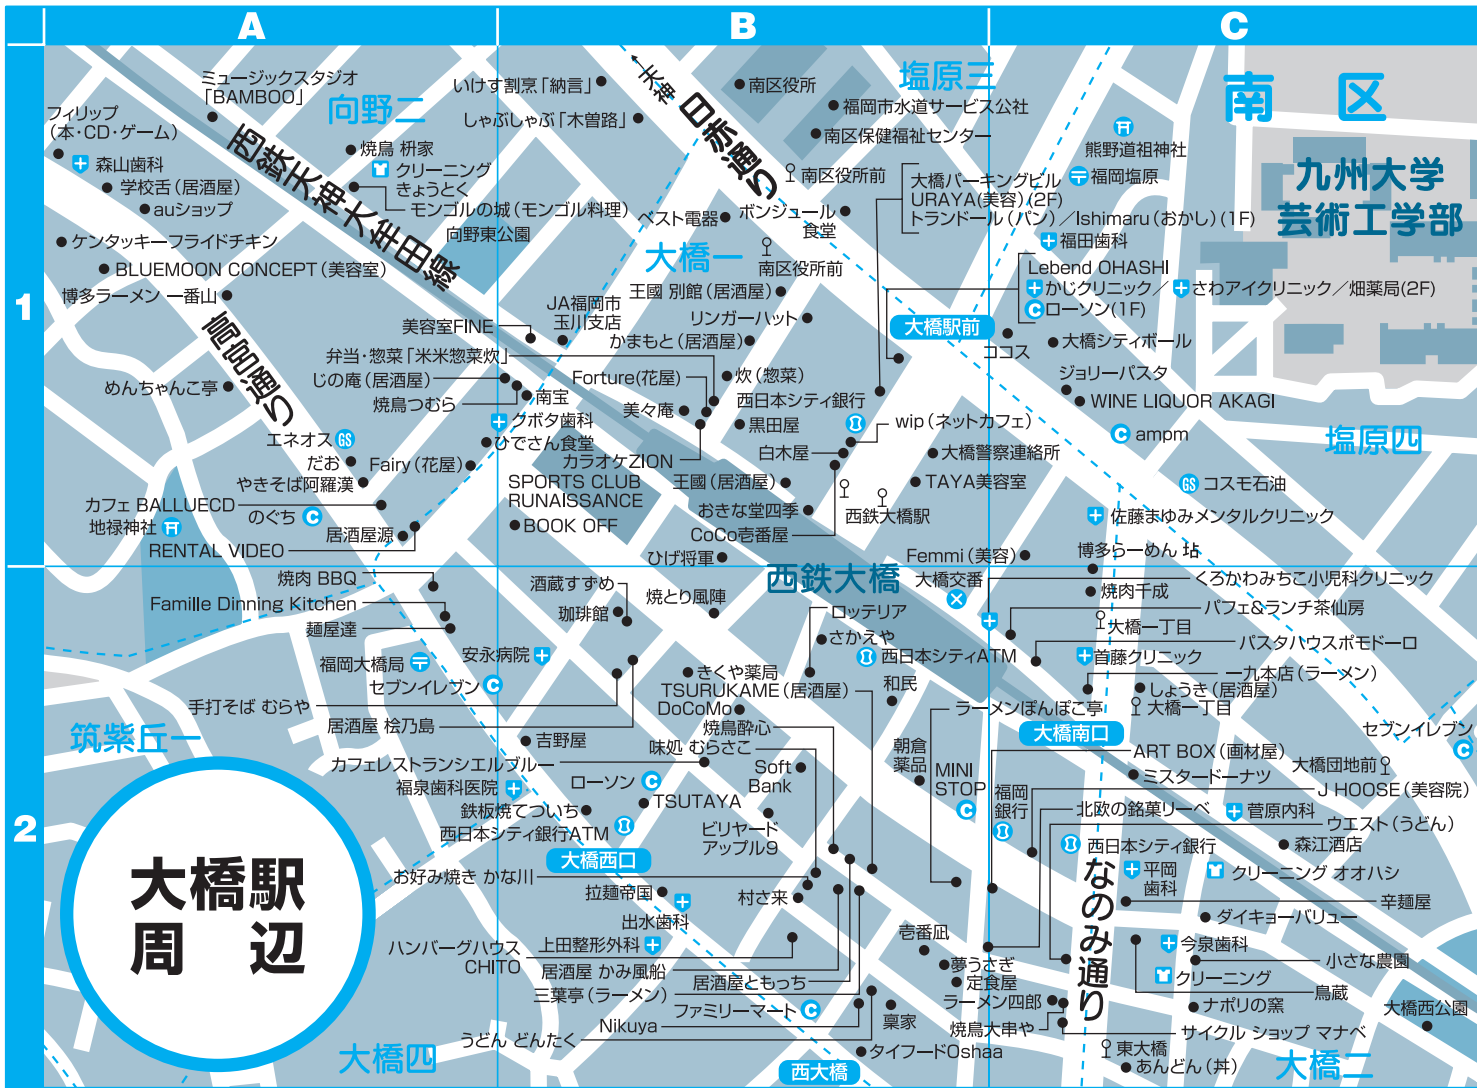 A
B
C
1
2
ミュージックスタジオ
「BAMBOO」
フィリップ
(本・CD・ゲーム)
向野二
西鉄天神大牟田線
森山歯科
焼鳥 枡家
クリーニング
きょうとく
学校舌(居酒屋)
auショップ
モンゴルの城(モンゴル料理)
向野東公園
ケンタッキーフライドチキン
BLUEMOON CONCEPT(美容室)
博多ラーメン 一番山
高宮通り
美容室FINE
弁当・惣菜「米米惣菜炊」
めんちゃんこ亭
じの庵(居酒屋)
焼鳥つむら
エネオス
GS
だお
Fairy(花屋)
やきそば阿羅漢
カフェ BALLUECD
地禄神社
のぐち
居酒屋源
RENTAL VIDEO
いけす割烹「納言」
しゃぶしゃぶ「木曽路」
天神
日赤通り
南区役所
塩原三
福岡市水道サービス公社
南区保健福祉センター
南区役所前
大橋パーキングビル
URAYA(美容)(2F)
トランドール(パン)／Ishimaru(おかし)(1F)
ベスト電器
ボンジュール
食堂
大橋一
南区役所前
王國 別館(居酒屋)
JA福岡市
玉川支店
リンガーハット
かまもと(居酒屋)
大橋駅前
Forture(花屋)
炊(惣菜)
南宝
美々庵
西日本シティ銀行
クボタ歯科
黒田屋
wip(ネットカフェ)
ひでさん食堂
カラオケZION
白木屋
大橋警察連絡所
SPORTS CLUB
RUNAISSANCE
王國(居酒屋)
TAYA美容室
BOOK OFF
おきな堂四季
西鉄大橋駅
CoCo壱番屋
ひげ将軍
Femmi(美容)
南区
熊野道祖神社
福岡塩原
九州大学
芸術工学部
福田歯科
Lebend OHASHI
かじクリニック／さわアイクリニック／畑薬局(2F)
ローソン(1F)
ココス
大橋シティボール
ジョリーパスタ
WINE LIQUOR AKAGI
ampm
塩原四
GS
コスモ石油
佐藤まゆみメンタルクリニック
博多らーめん 坫
焼肉 BBQ
Famille Dinning Kitchen
麺屋達
福岡大橋局
セブンイレブン
安永病院
手打そば むらや
居酒屋 桧乃島
筑紫丘一
大橋駅
周 辺
酒蔵すずめ
珈琲館
焼とり風陣
西鉄大橋
大橋交番
ロッテリア
さかえや
西日本シティATM
きくや薬局
TSURUKAME(居酒屋)
DoCoMo
和民
焼鳥酔心
味処 むらさこ
吉野屋
カフェレストランシエルブルー
福泉歯科医院
ローソン
Soft
Bank
朝倉
薬品
MINI
STOP
ラーメンぽんぽこ亭
鉄板焼てついち
TSUTAYA
西日本シティ銀行ATM
ビリヤード
アップル9
大橋西口
お好み焼き かな川
拉麺帝国
村さ来
出水歯科
ハンバーグハウス
CHITO
上田整形外科
居酒屋 かみ風船
居酒屋ともっち
三葉亭(ラーメン)
ファミリーマート
Nikuya
うどん どんたく
大橋四
壱番凪
夢うさぎ
定食屋
ラーメン四郎
稟家
焼鳥大串や
タイフードOshaa
西大橋
くろかわみちこ小児科クリニック
焼肉千成
パフェ&ランチ茶仙房
大橋一丁目
パスタハウスポモドーロ
首藤クリニック
一九本店(ラーメン)
しょうき(居酒屋)
大橋一丁目
大橋南口
セブンイレブン
ART BOX(画材屋)
大橋団地前
ミスタードーナツ
J HOOSE(美容院)
福岡
銀行
北欧の銘菓リーベ
菅原内科
ウエスト(うどん)
西日本シティ銀行
森江酒店
なのみ通り
平岡
歯科
クリーニング オオハシ
辛麺屋
ダイキョーバリュー
今泉歯科
小さな農園
クリーニング
鳥蔵
ナポリの窯
大橋西公園
サイクル ショップ マナベ
東大橋
あんどん(丼)
大橋二